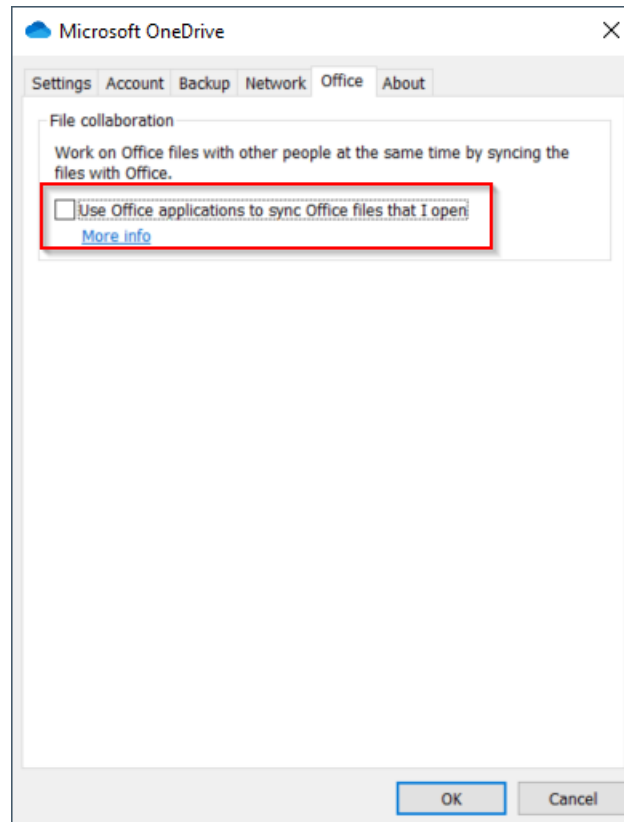 Microsoft OneDrive
Settings Account Backup Network Office About
File collaboration
Work on Office files with other people at the same time by syncing the
files with Office.
Use Office applications to sync Office files that I open
More info
OK Cancel